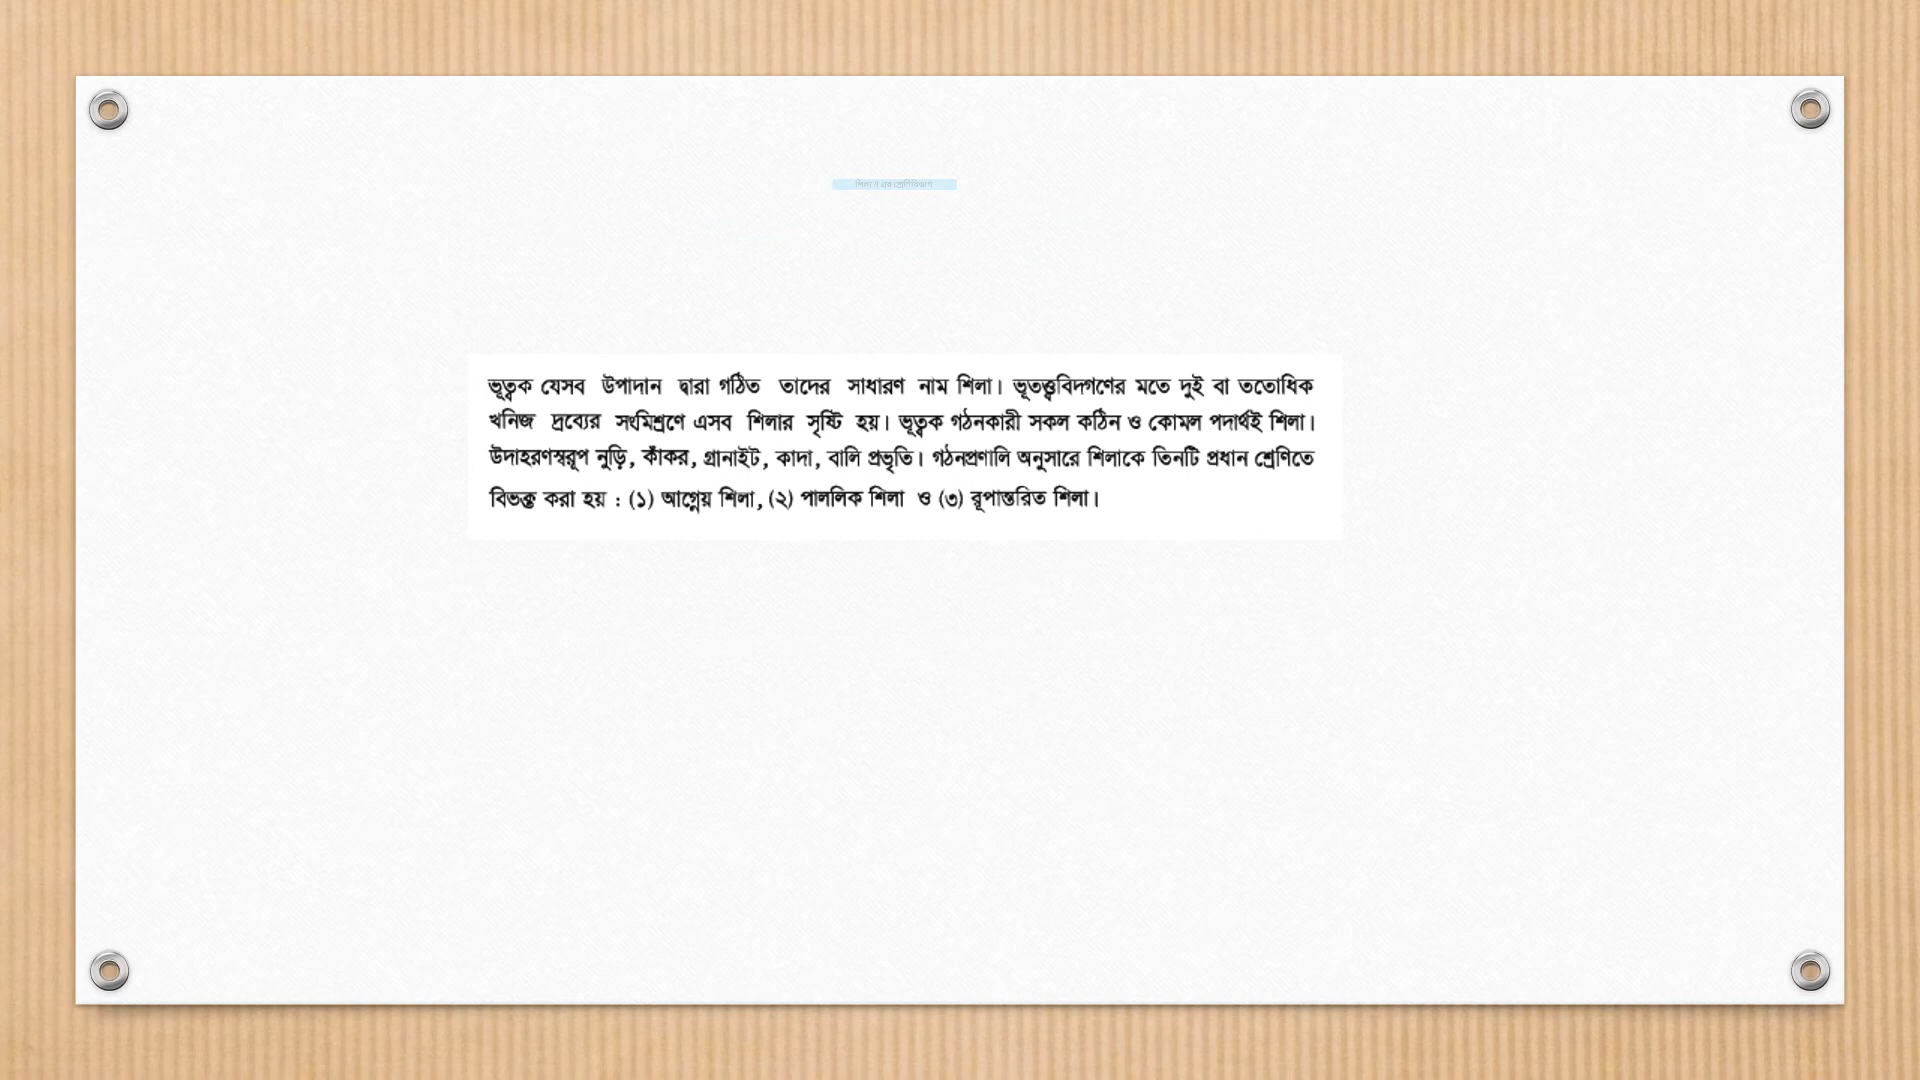 শিলা ও এর শ্রেণিবিভাগ
ভূত্বক যেসব উপাদান দ্বারা গঠিত তাদের সাধারণ নাম শিলা। ভূতত্ত্ববিদগণের মতে দুই বা ততোধিক
খনিজ দ্রব্যের সংমিশ্রণে এসব শিলার সৃষ্টি হয়। ভূত্বক গঠনকারী সকল কঠিন ও কোমল পদার্থই শিলা।
উদাহরণস্বরূপ নুড়ি, কাঁকর, গ্রানাইট, কাদা, বালি প্রভৃতি। গঠনপ্রণালি অনুসারে শিলাকে তিনটি প্রধান শ্রেণিতে
বিভক্ত করা হয় : (১) আগ্নেয় শিলা, (২) পাললিক শিলা ও (৩) রূপান্তরিত শিলা।